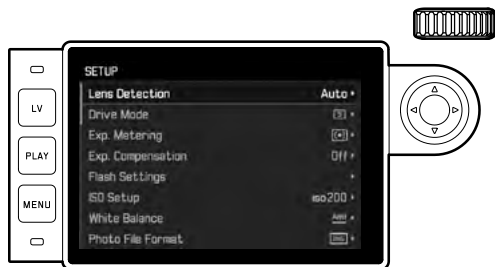 SETUP
Lens Detection Auto
Drive Mode S
Exp. Metering
Exp. Compensation Off
Flash Settings
ISO Setup ISO200
White Balance
Photo File Format DNG
LV
PLAY
MENU